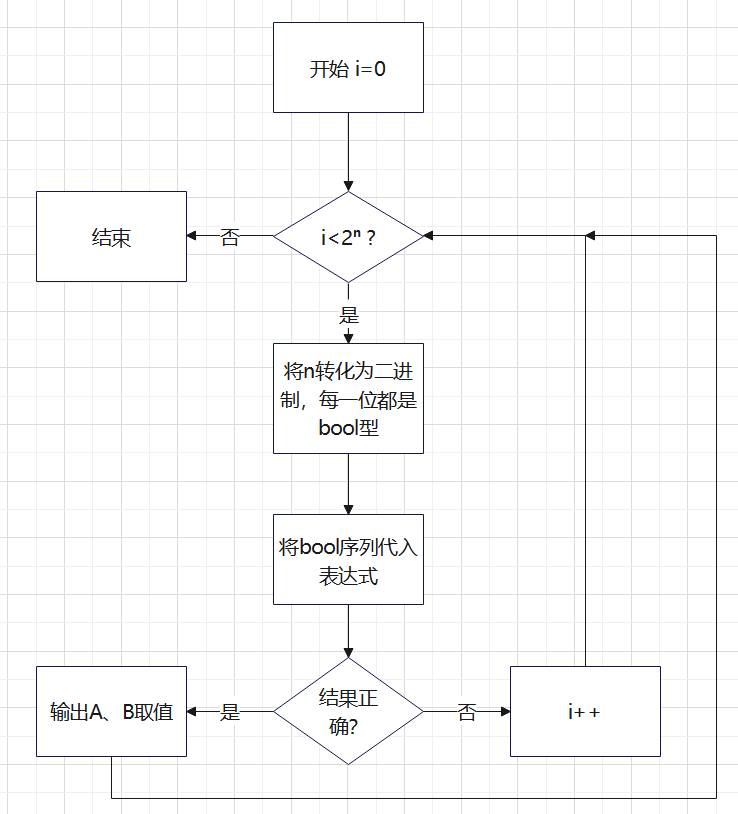 开始 i=0
结束
否
i<2ⁿ ?
是
将n转化为二进
制，每一位都是
bool型
将bool序列代入
表达式
输出A、B取值
是
结果正
确?
否
i++